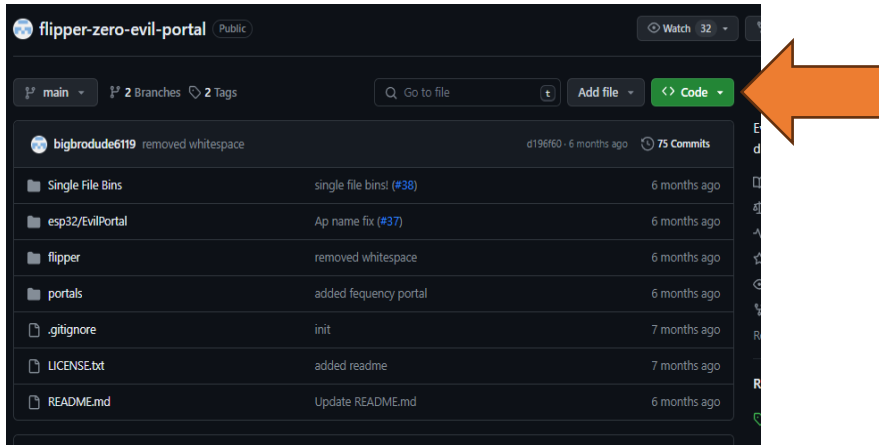 flipper-zero-evil-portal Public Watch 32
main 2 Branches 2 Tags Go to file t Add file <> Code
bigbrodude6119 removed whitespace d196f60 · 6 months ago 75 Commits
Single File Bins single file bins! (#38) 6 months ago
esp32/EvilPortal Ap name fix (#37) 6 months ago
flipper removed whitespace 6 months ago
portals added fequency portal 6 months ago
.gitignore init 7 months ago
LICENSE.txt added readme 7 months ago
README.md Update README.md 6 months ago